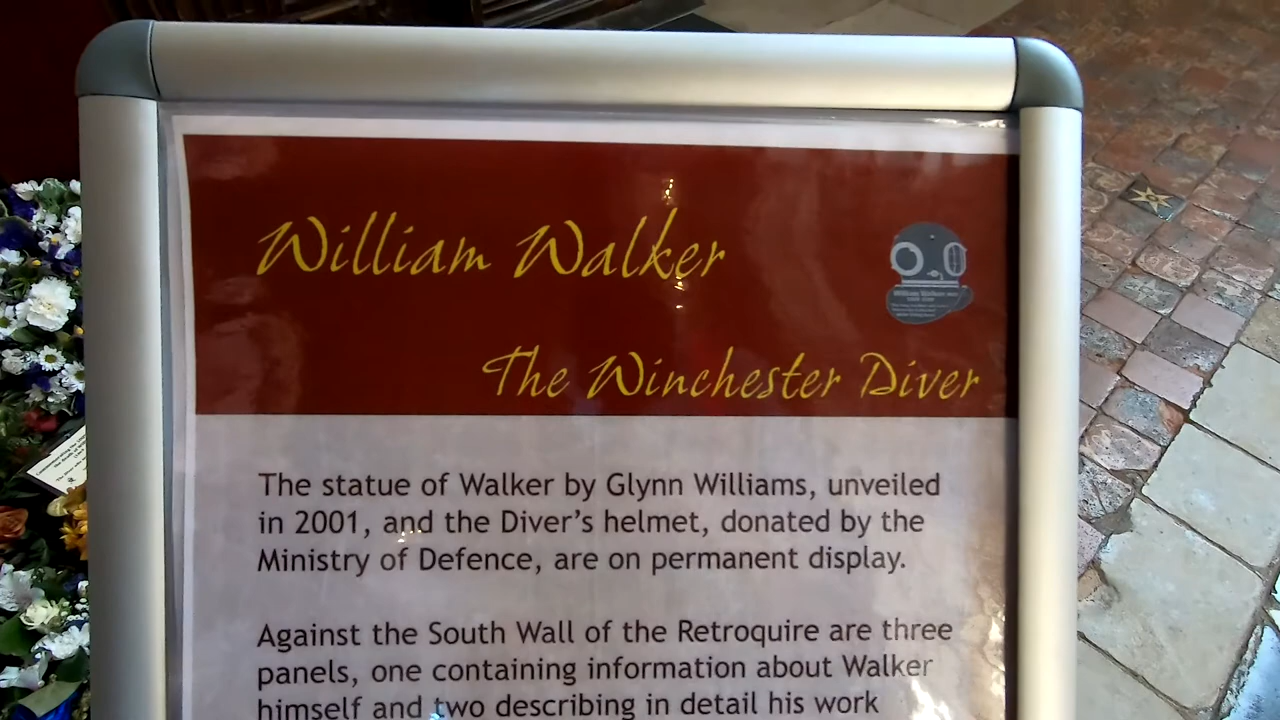 William Walker
The Winchester Diver
The statue of Walker by Glynn Williams, unveiled
in 2001, and the Diver's helmet, donated by the
Ministry of Defence, are on permanent display.
Against the South Wall of the Retroquire are three
panels, one containing information about Walker
himself and two describing in detail his work